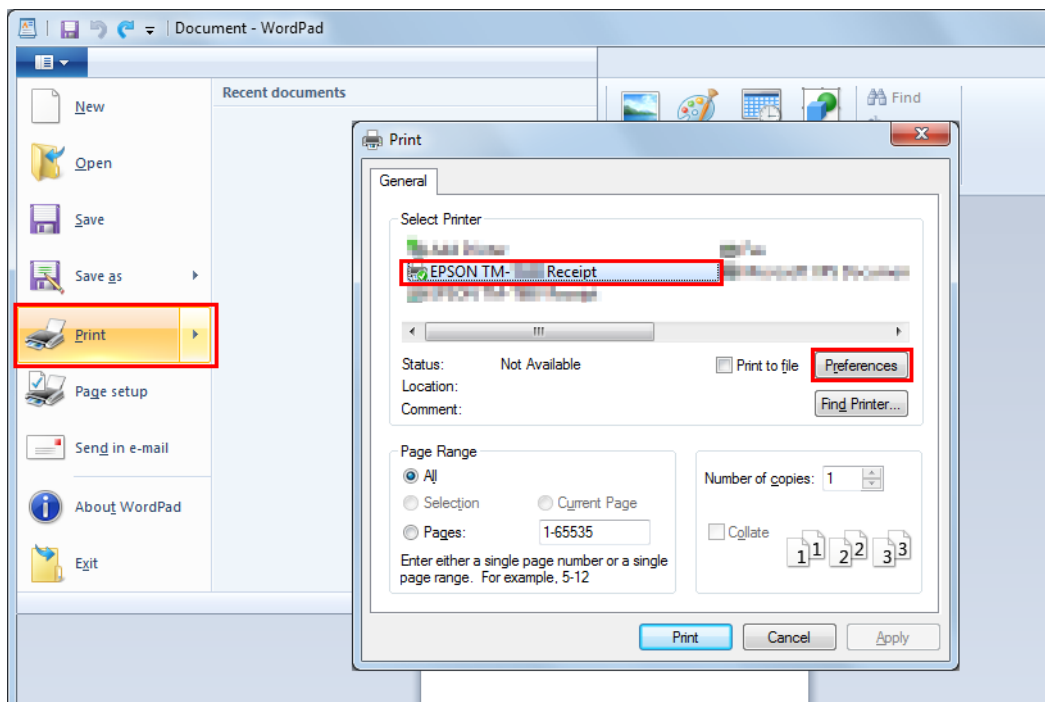 Document - WordPad
Recent documents
New
Open
Save
Save as
Print
Page setup
Send in e-mail
About WordPad
Exit
Find
Print
General
Select Printer
EPSON TM- Receipt
Status: Not Available
Location:
Comment:
Print to file
Preferences
Find Printer...
Page Range
All
Selection
Current Page
Pages: 1-65535
Enter either a single page number or a single
page range. For example, 5-12
Number of copies: 1
Collate
1 1 2 2 3 3
Print
Cancel
Apply